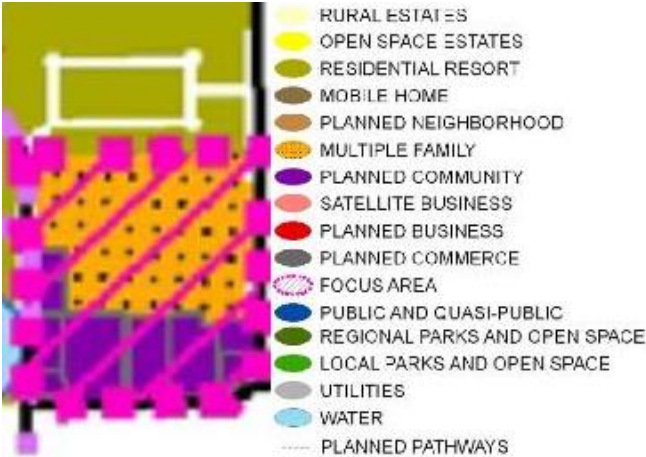 RURAL ESTATES
OPEN SPACE ESTATES
RESIDENTIAL RESORT
MOBILE HOME
PLANNED NEIGHBORHOOD
MULTIPLE FAMILY
PLANNED COMMUNITY
SATELLITE BUSINESS
PLANNED BUSINESS
PLANNED COMMERCE
FOCUS AREA
PUBLIC AND QUASI-PUBLIC
REGIONAL PARKS AND OPEN SPACE
LOCAL PARKS AND OPEN SPACE
UTILITIES
WATER
PLANNED PATHWAYS